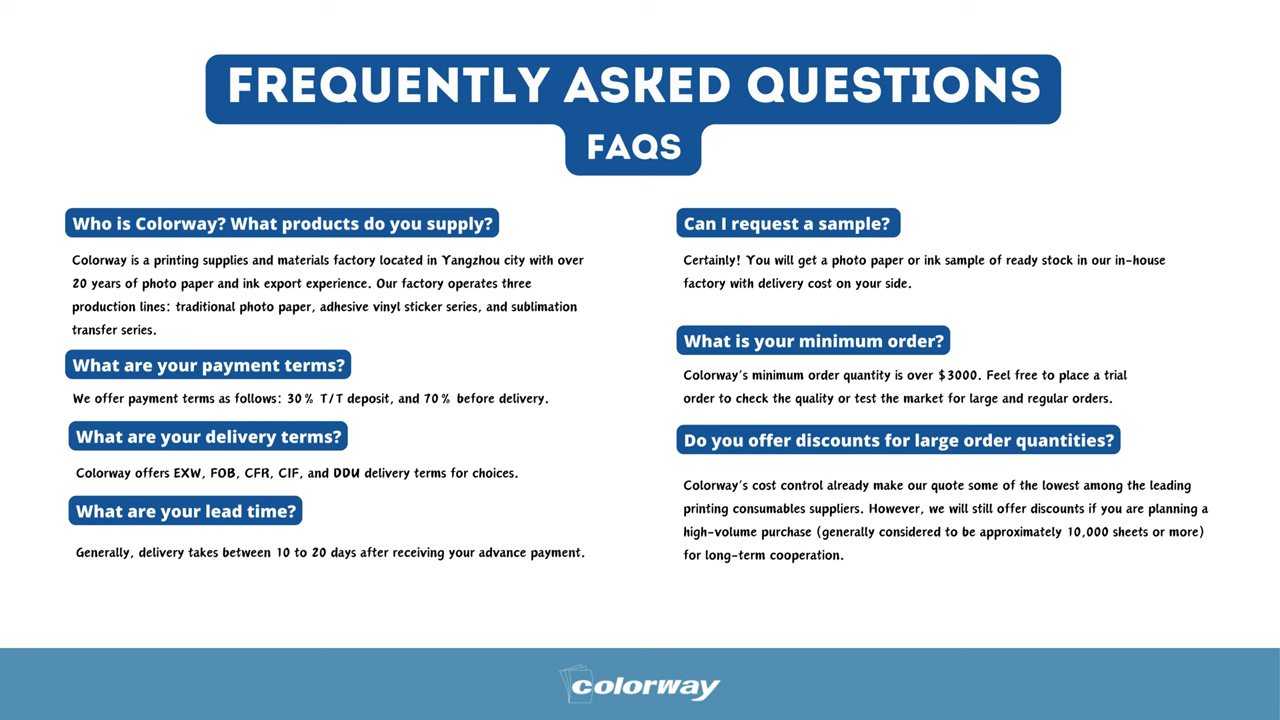 FREQUENTLY ASKED QUESTIONS
FAQS
Who is Colorway? What products do you supply?
Colorway is a printing supplies and materials factory located in Yangzhou city with over
20 years of photo paper and ink export experience. Our factory operates three
production lines: traditional photo paper, adhesive vinyl sticker series, and sublimation
transfer series.
What are your payment terms?
We offer payment terms as follows: 30% T/T deposit, and 70% before delivery.
What are your delivery terms?
Colorway offers EXW, FOB, CFR, CIF, and DDU delivery terms for choices.
What are your lead time?
Generally, delivery takes between 10 to 20 days after receiving your advance payment.
Can I request a sample?
Certainly! You will get a photo paper or ink sample of ready stock in our in-house
factory with delivery cost on your side.
What is your minimum order?
Colorway's minimum order quantity is over $3000. Feel free to place a trial
order to check the quality or test the market for large and regular orders.
Do you offer discounts for large order quantities?
Colorway's cost control already make our quote some of the lowest among the leading
printing consumables suppliers. However, we will still offer discounts if you are planning a
high-volume purchase (generally considered to be approximately 10,000 sheets or more)
for long-term cooperation.
colorway